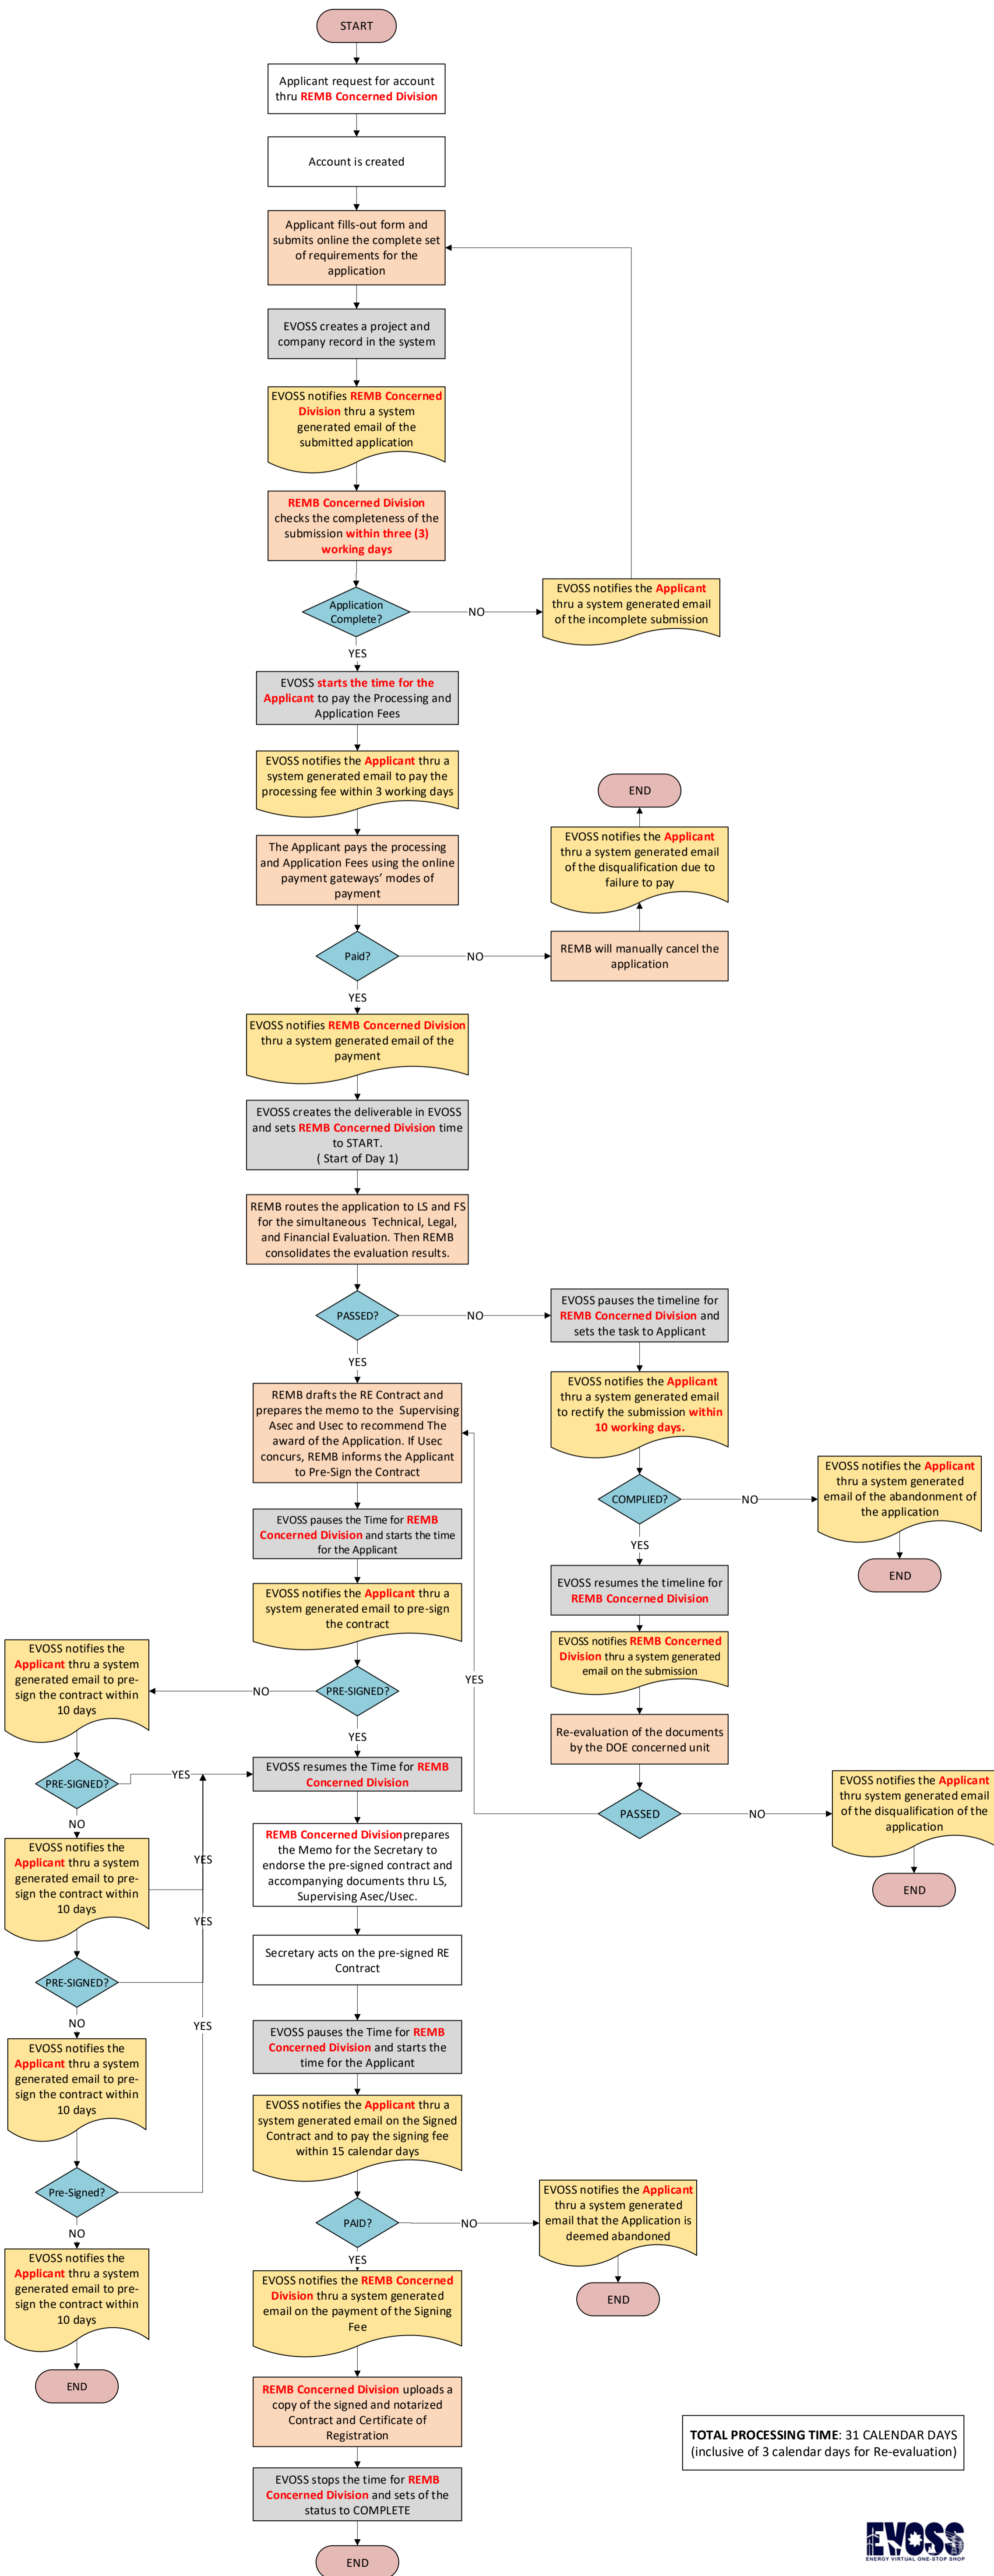 START
Applicant request for account
thru REMB Concerned Division
Account is created
Applicant fills-out form and
submits online the complete set
of requirements for the
application
EVOSS creates a project and
company record in the system
EVOSS notifies REMB Concerned
Division thru a system
generated email of the
submitted application
REMB Concerned Division
checks the completeness of the
submission within three (3)
working days
Application
Complete?
NO
EVOSS notifies the Applicant
thru a system generated email
of the incomplete submission
YES
EVOSS starts the time for the
Applicant to pay the Processing and
Application Fees
EVOSS notifies the Applicant thru a
system generated email to pay the
processing fee within 3 working days
The Applicant pays the processing
and Application Fees using the online
payment gateways’ modes of
payment
END
EVOSS notifies the Applicant
thru a system generated email
of the disqualification due to
failure to pay
Paid?
NO
REMB will manually cancel the
application
YES
EVOSS notifies REMB Concerned Division
thru a system generated email of the
payment
EVOSS creates the deliverable in EVOSS
and sets REMB Concerned Division time
to START.
( Start of Day 1)
REMB routes the application to LS and FS
for the simultaneous Technical, Legal,
and Financial Evaluation. Then REMB
consolidates the evaluation results.
PASSED?
NO
EVOSS pauses the timeline for
REMB Concerned Division and
sets the task to Applicant
YES
EVOSS notifies the Applicant
thru a system generated email
to rectify the submission within
10 working days.
REMB drafts the RE Contract and
prepares the memo to the Supervising
Asec and Usec to recommend The
award of the Application. If Usec
concurs, REMB informs the Applicant
to Pre-Sign the Contract
COMPLIED?
NO
EVOSS notifies the Applicant
thru a system generated
email of the abandonment of
the application
END
YES
EVOSS pauses the Time for REMB
Concerned Division and starts the time
for the Applicant
EVOSS resumes the timeline for
REMB Concerned Division
EVOSS notifies the Applicant thru a
system generated email to pre-sign
the contract
EVOSS notifies REMB Concerned
Division thru a system generated
email on the submission
EVOSS notifies the
Applicant thru a system
generated email to pre-
sign the contract within
10 days
NO
PRE-SIGNED?
YES
Re-evaluation of the documents
by the DOE concerned unit
YES
PRE-SIGNED?
YES
EVOSS resumes the Time for REMB
Concerned Division
PASSED
NO
EVOSS notifies the Applicant
thru system generated email
of the disqualification of the
application
END
NO
EVOSS notifies the
Applicant thru a system
generated email to pre-
sign the contract within
10 days
YES
YES
REMB Concerned Divisionprepares
the Memo for the Secretary to
endorse the pre-signed contract and
accompanying documents thru LS,
Supervising Asec/Usec.
Secretary acts on the pre-signed RE
Contract
PRE-SIGNED?
NO
YES
EVOSS notifies the
Applicant thru a system
generated email to pre-
sign the contract within
10 days
EVOSS pauses the Time for REMB
Concerned Division and starts the
time for the Applicant
EVOSS notifies the Applicant thru a
system generated email on the Signed
Contract and to pay the signing fee
within 15 calendar days
Pre-Signed?
NO
PAID?
NO
EVOSS notifies the Applicant
thru a system generated
email that the Application is
deemed abandoned
END
YES
EVOSS notifies the
Applicant thru a system
generated email to pre-
sign the contract within
10 days
END
EVOSS notifies the REMB Concerned
Division thru a system generated
email on the payment of the Signing
Fee
REMB Concerned Division uploads a
copy of the signed and notarized
Contract and Certificate of
Registration
EVOSS stops the time for REMB
Concerned Division and sets of the
status to COMPLETE
END
TOTAL PROCESSING TIME: 31 CALENDAR DAYS
(inclusive of 3 calendar days for Re-evaluation)
EVOSS
ENERGY VIRTUAL ONE-STOP SHOP